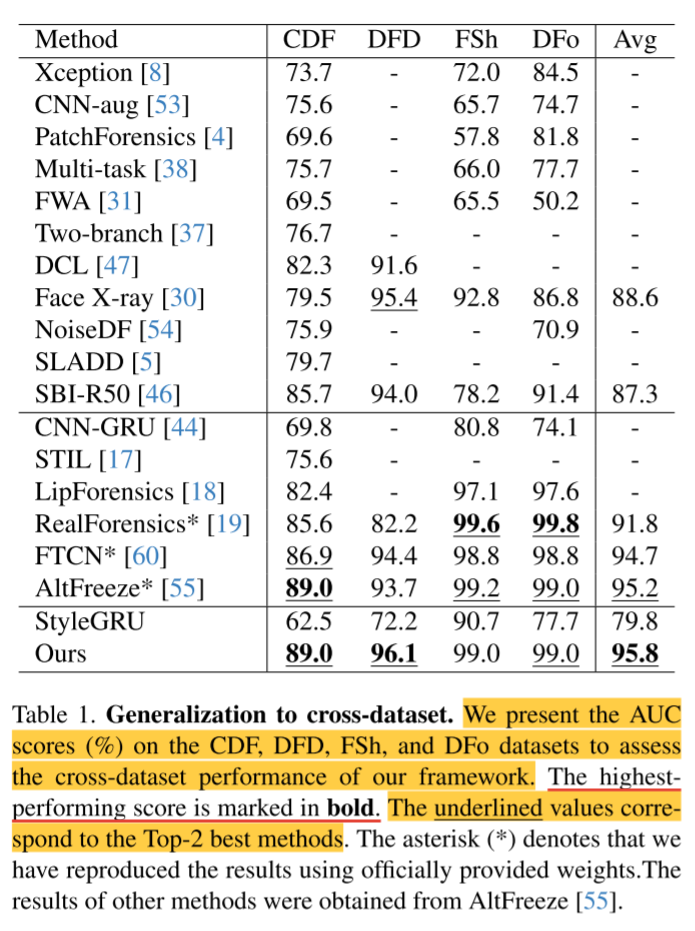 Method CDF DFD FSh DFo Avg
Xception [8] 73.7 - 72.0 84.5 -
CNN-aug [53] 75.6 - 65.7 74.7 -
PatchForensics [4] 69.6 - 57.8 81.8 -
Multi-task [38] 75.7 - 66.0 77.7 -
FWA [31] 69.5 - 65.5 50.2 -
Two-branch [37] 76.7 - - - -
DCL [47] 82.3 91.6 - - -
Face X-ray [30] 79.5 95.4 92.8 86.8 88.6
NoiseDF [54] 75.9 - - 70.9 -
SLADD [5] 79.7 - - - -
SBI-R50 [46] 85.7 94.0 78.2 91.4 87.3
CNN-GRU [44] 69.8 - 80.8 74.1 -
STIL [17] 75.6 - - - -
LipForensics [18] 82.4 - 97.1 97.6 -
RealForensics* [19] 85.6 82.2 99.6 99.8 91.8
FTCN* [60] 86.9 94.4 98.8 98.8 94.7
AltFreeze* [55] 89.0 93.7 99.2 99.0 95.2
StyleGRU 62.5 72.2 90.7 77.7 79.8
Ours 89.0 96.1 99.0 99.0 95.8
Table 1. Generalization to cross-dataset. We present the AUC
scores (%) on the CDF, DFD, FSh, and DFo datasets to assess
the cross-dataset performance of our framework. The highest-
performing score is marked in bold. The underlined values corre-
spond to the Top-2 best methods. The asterisk (*) denotes that we
have reproduced the results using officially provided weights.The
results of other methods were obtained from AltFreeze [55].